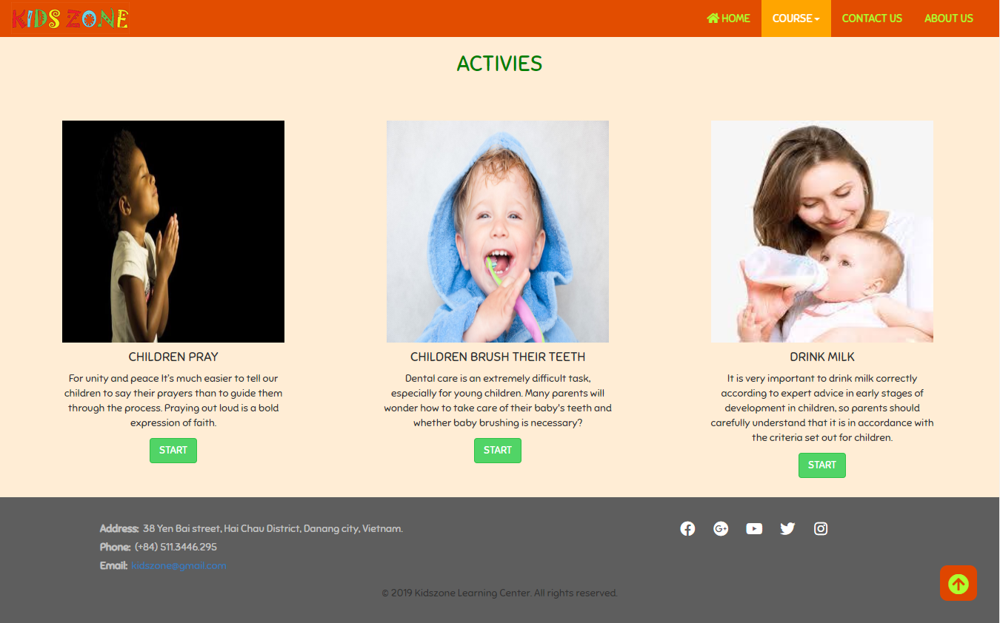 KIDS ZONE
HOME
COURSE
CONTACT US
ABOUT US
ACTIVIES
CHILDREN PRAY
For unity and peace It's much easier to tell our
children to say their prayers than to guide them
through the process. Praying out loud is a bold
expression of faith.
START
CHILDREN BRUSH THEIR TEETH
Dental care is an extremely difficult task,
especially for young children. Many parents will
wonder how to take care of their baby's teeth and
whether baby brushing is necessary?
START
DRINK MILK
It is very important to drink milk correctly
according to expert advice in early stages of
development in children, so parents should
carefully understand that it is in accordance with
the criteria set out for children.
START
Address: 38 Yen Bai street, Hai Chau District, Danang city, Vietnam.
Phone: (+84) 511.3446.295
Email: kidszone@gmail.com
G+
© 2019 Kidszone Learning Center. All rights reserved.